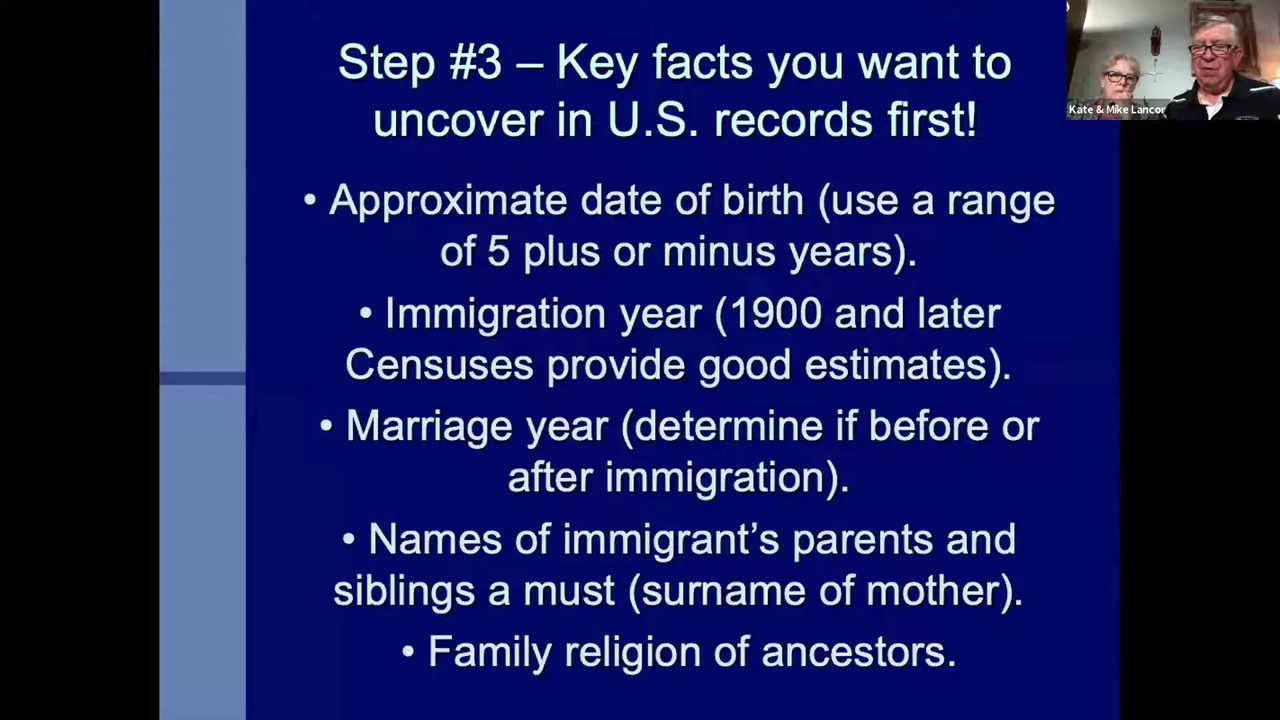 Step #3 – Key facts you want to
uncover in U.S. records first!
• Approximate date of birth (use a range
of 5 plus or minus years).
• Immigration year (1900 and later
Censuses provide good estimates).
• Marriage year (determine if before or
after immigration).
• Names of immigrant’s parents and
siblings a must (surname of mother).
• Family religion of ancestors.
Kate & Mike Lancor